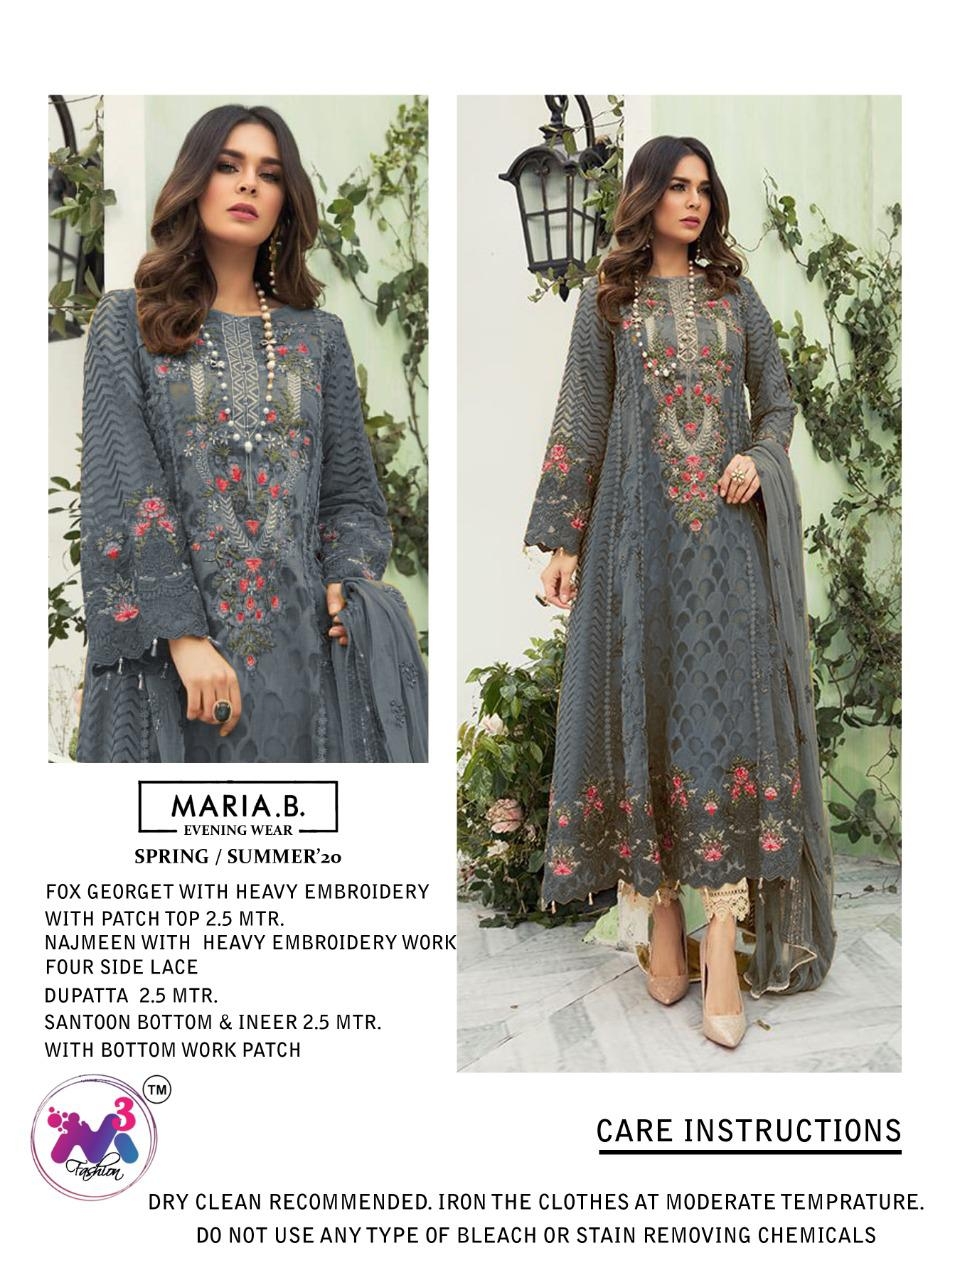 MARIA.B.
EVENING WEAR
SPRING / SUMMER'20
FOX GEORGET WITH HEAVY EMBROIDERY
WITH PATCH TOP 2.5 MTR.
NAJMEEN WITH HEAVY EMBROIDERY WORK
FOUR SIDE LACE
DUPATTA 2.5 MTR.
SANTOON BOTTOM & INEER 2.5 MTR.
WITH BOTTOM WORK PATCH
TM
M3
Fashion
CARE INSTRUCTIONS
DRY CLEAN RECOMMENDED. IRON THE CLOTHES AT MODERATE TEMPRATURE.
DO NOT USE ANY TYPE OF BLEACH OR STAIN REMOVING CHEMICALS